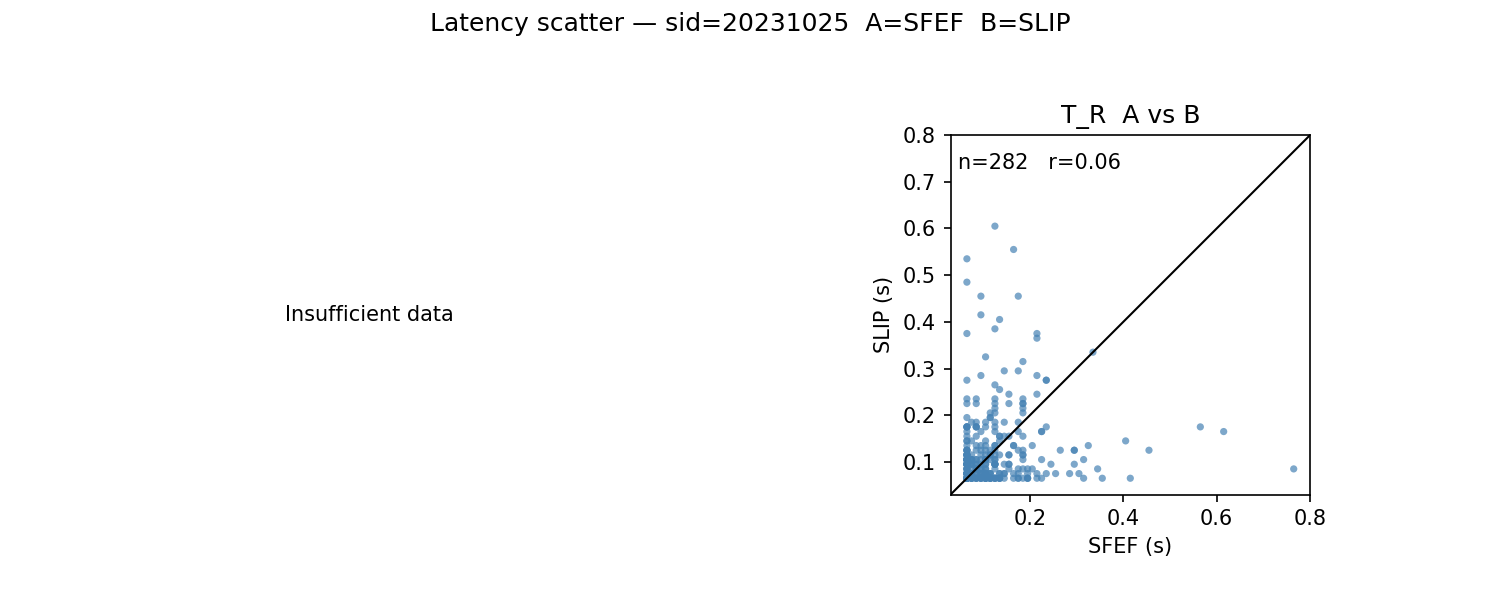 Latency scatter — sid=20231025  A=SFEF  B=SLIP
Insufficient data
T_R  A vs B
n=282   r=0.06
0.8
0.7
0.6
0.5
0.4
0.3
0.2
0.1
SLIP (s)
0.2
0.4
0.6
0.8
SFEF (s)